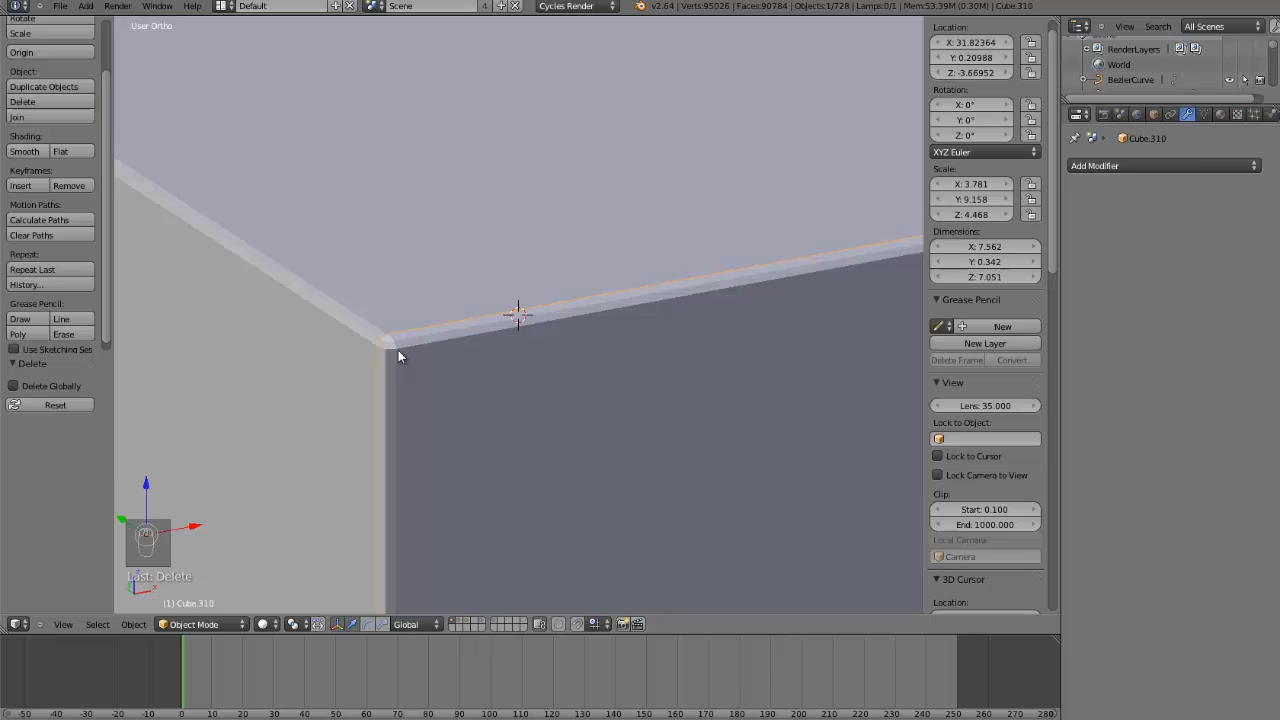 File Add Render Window Help Default Scene 4 Cycles Render v2.64 | Verts:95026 | Faces:90784 | Objects:1/728 | Lamps:0/1 | Mem:53.39M (0.30M) | Cube.310
User Ortho
Rotate
Scale
Origin
Object:
Duplicate Objects
Delete
Join
Shading:
Smooth Flat
Keyframes:
Insert Remove
Motion Paths:
Calculate Paths
Clear Paths
Repeat:
Repeat Last
History...
Grease Pencil:
Draw Line
Poly Erase
Use Sketching Ses
Delete
Delete Globally
Reset
Last: Delete
(1) Cube.310
Location:
X: 31.82364
Y: 0.20988
Z: -3.66952
Rotation:
X: 0°
Y: 0°
Z: 0°
XYZ Euler
Scale:
X: 3.781
Y: 9.158
Z: 4.468
Dimensions:
X: 7.562
Y: 0.342
Z: 7.051
Grease Pencil
New
New Layer
Delete Frame Convert
View
Lens: 35.000
Lock to Object:
Lock to Cursor
Lock Camera to View
Clip:
Start: 0.100
End: 1000.000
Local Camera:
Camera
3D Cursor
Location:
View Search All Scenes
RenderLayers
World
BezierCurve
Cube.310
Add Modifier
View Select Object Object Mode Global
-50 -40 -30 -20 -10 0 10 20 30 40 50 60 70 80 90 100 110 120 130 140 150 160 170 180 190 200 210 220 230 240 250 260 270 280